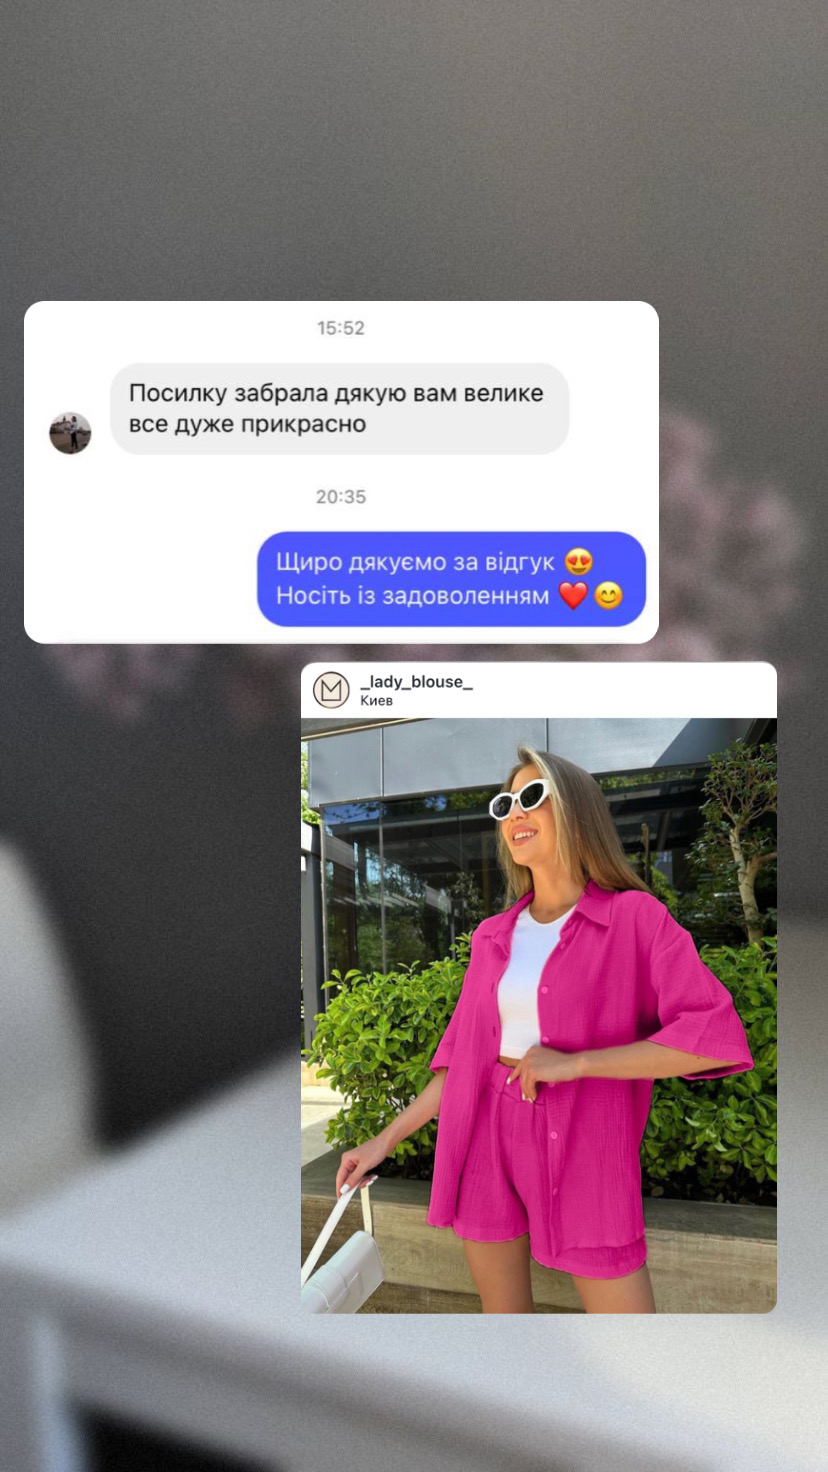 15:52
Посилку забрала дякую вам велике
все дуже прикрасно
20:35
Щиро дякуємо за відгук 😍
Носіть із задоволенням ❤️😊
_lady_blouse_
Киев